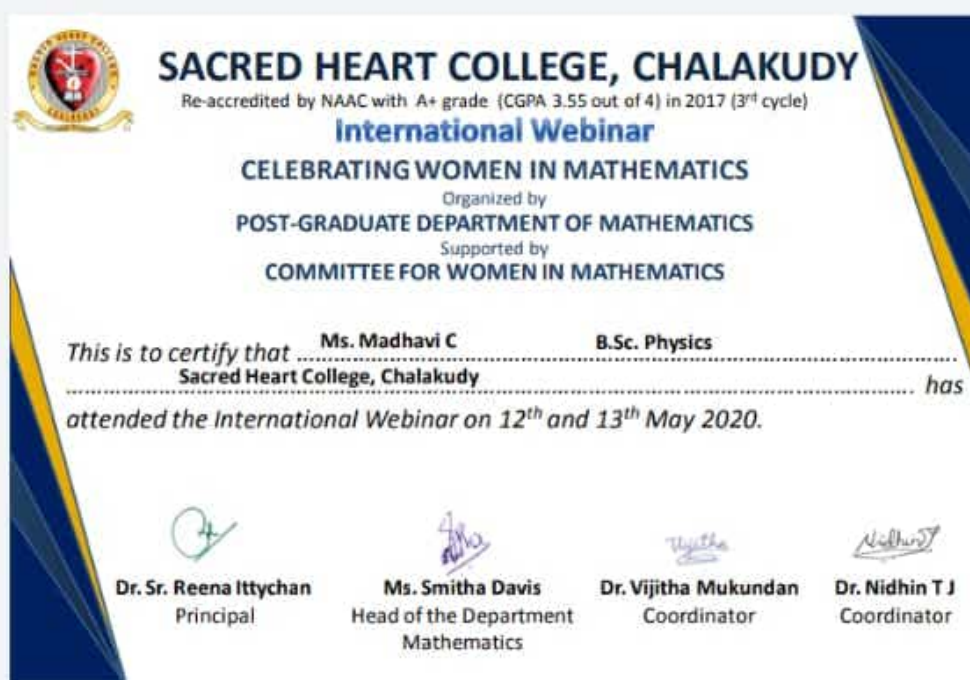 SACRED HEART COLLEGE, CHALAKUDY
Re-accredited by NAAC with A+ grade (CGPA 3.55 out of 4) in 2017 (3rd cycle)
International Webinar
CELEBRATING WOMEN IN MATHEMATICS
Organized by
POST-GRADUATE DEPARTMENT OF MATHEMATICS
Supported by
COMMITTEE FOR WOMEN IN MATHEMATICS
This is to certify that Ms. Madhavi C B.Sc. Physics
Sacred Heart College, Chalakudy has
attended the International Webinar on 12th and 13th May 2020.
Vijitha Nidhin T J
Dr. Sr. Reena Ittychan Ms. Smitha Davis Dr. Vijitha Mukundan Dr. Nidhin T J
Principal Head of the Department Coordinator Coordinator
Mathematics